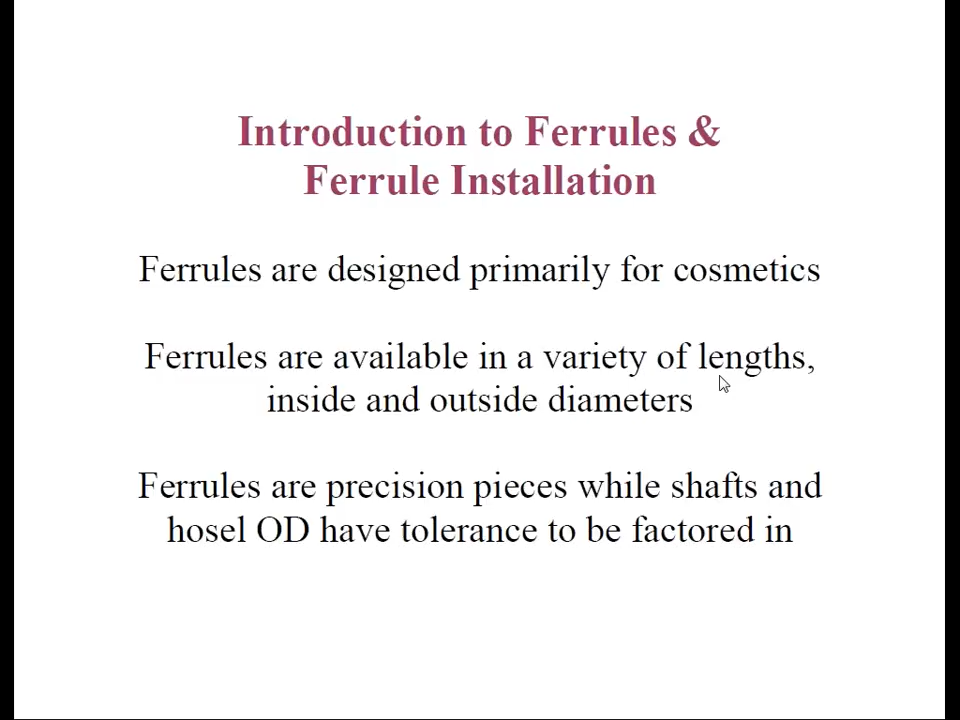 Introduction to Ferrules &
Ferrule Installation
Ferrules are designed primarily for cosmetics
Ferrules are available in a variety of lengths,
inside and outside diameters
Ferrules are precision pieces while shafts and
hosel OD have tolerance to be factored in